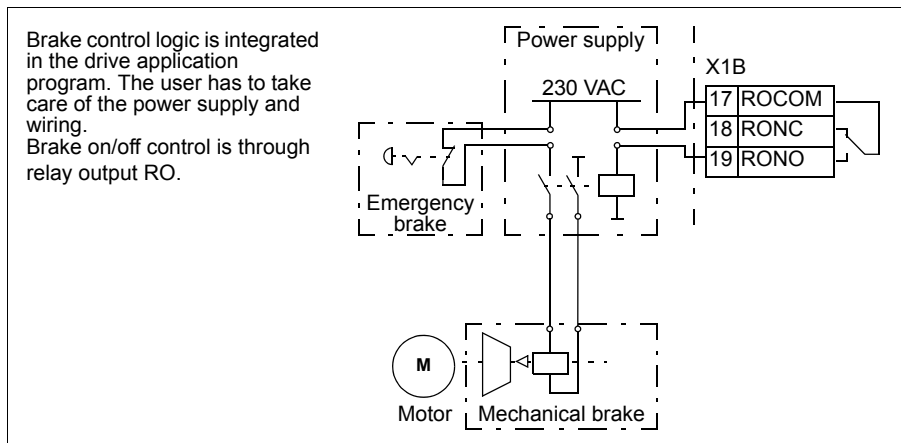 Brake control logic is integrated
in the drive application
program. The user has to take
care of the power supply and
wiring.
Brake on/off control is through
relay output RO.
Power supply
230 VAC
X1B
17 ROCOM
18 RONC
19 RONO
Emergency
brake
M
Motor
Mechanical brake